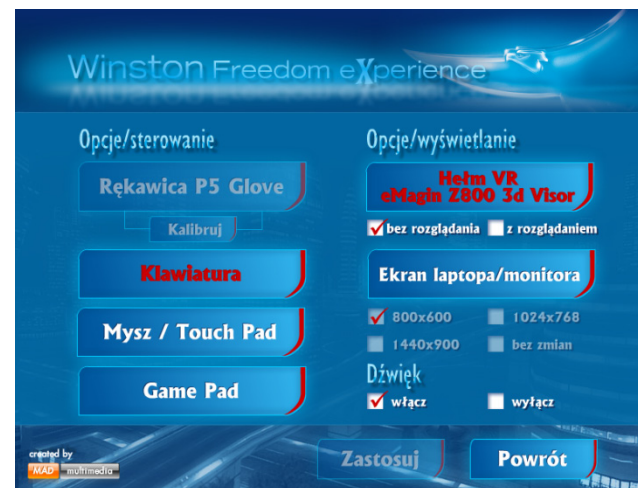 Winston Freedom eXperience
Opcje/sterowanie
Rękawica P5 Glove
Kalibruj
Klawiatura
Mysz / Touch Pad
Game Pad
Opcje/wyświetlanie
Hełm VR
eMagin Z800 3d Visor
bez rozglądania z rozglądaniem
Ekran laptopa/monitora
800x600 1024x768
1440x900 bez zmian
Dźwięk
włącz wyłącz
created by
MAD multimedia
Zastosuj Powrót